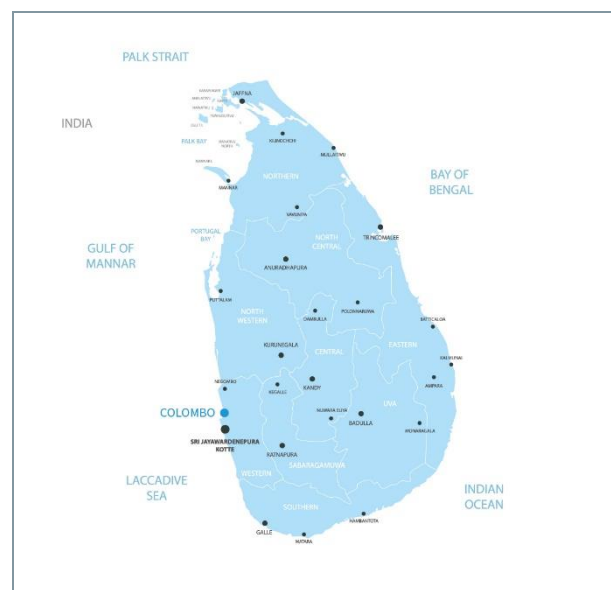 PALK STRAIT
JAFFNA
INDIA
KILINOCHCHI
PALK BAY
MULLAITIVU
MANNAR
NORTHERN
BAY OF
BENGAL
VAVUNIYA
PORTUGAL
BAY
TRINCOMALEE
NORTH
CENTRAL
GULF OF
MANNAR
ANURADHAPURA
PUTTALAM
POLONNARUWA
NORTH
WESTERN
DAMBULLA
BATTICALOA
EASTERN
KURUNEGALA
CENTRAL
KALMUNAI
NEGOMBO
KEGALLE
KANDY
AMPARA
UVA
COLOMBO
NUWARA ELIYA
BADULLA
MONARAGALA
SRI JAYAWARDENEPURA
KOTTE
RATNAPURA
SABARAGAMUWA
WESTERN
LACCADIVE
SEA
INDIAN
OCEAN
SOUTHERN
HAMBANTOTA
GALLE
MATARA